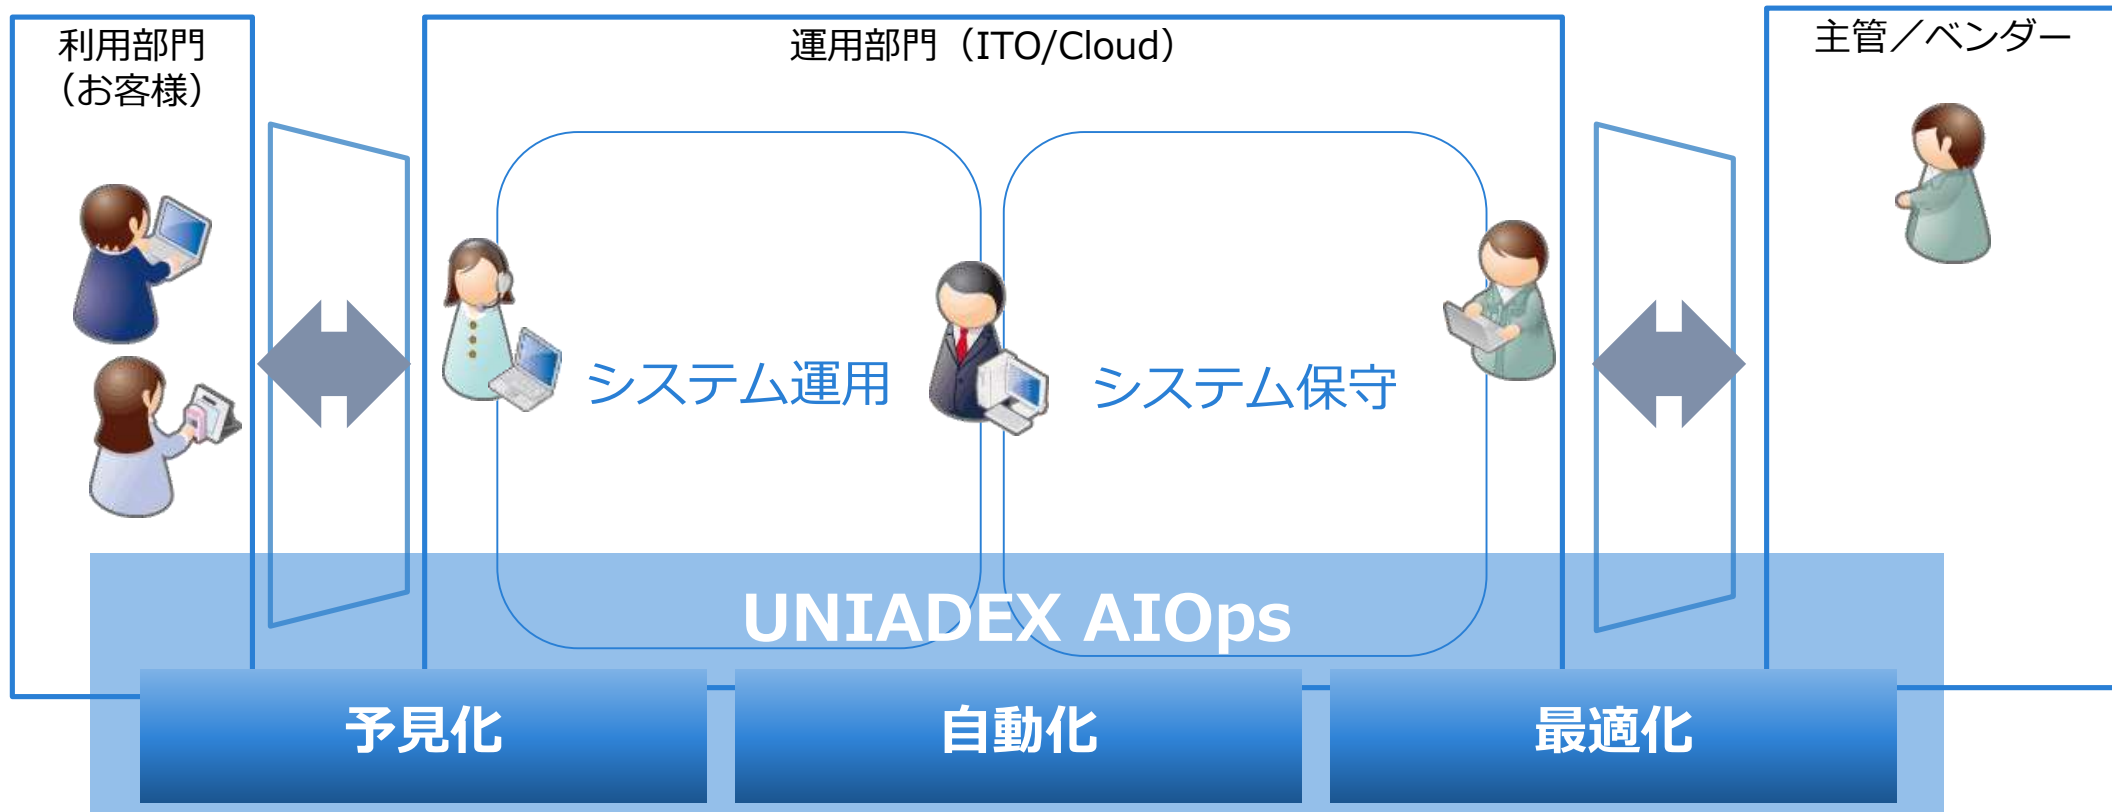 利用部門
（お客様）
運用部門（ITO/Cloud）
主管／ベンダー
システム運用
システム保守
UNIADEX AIOps
予見化
自動化
最適化